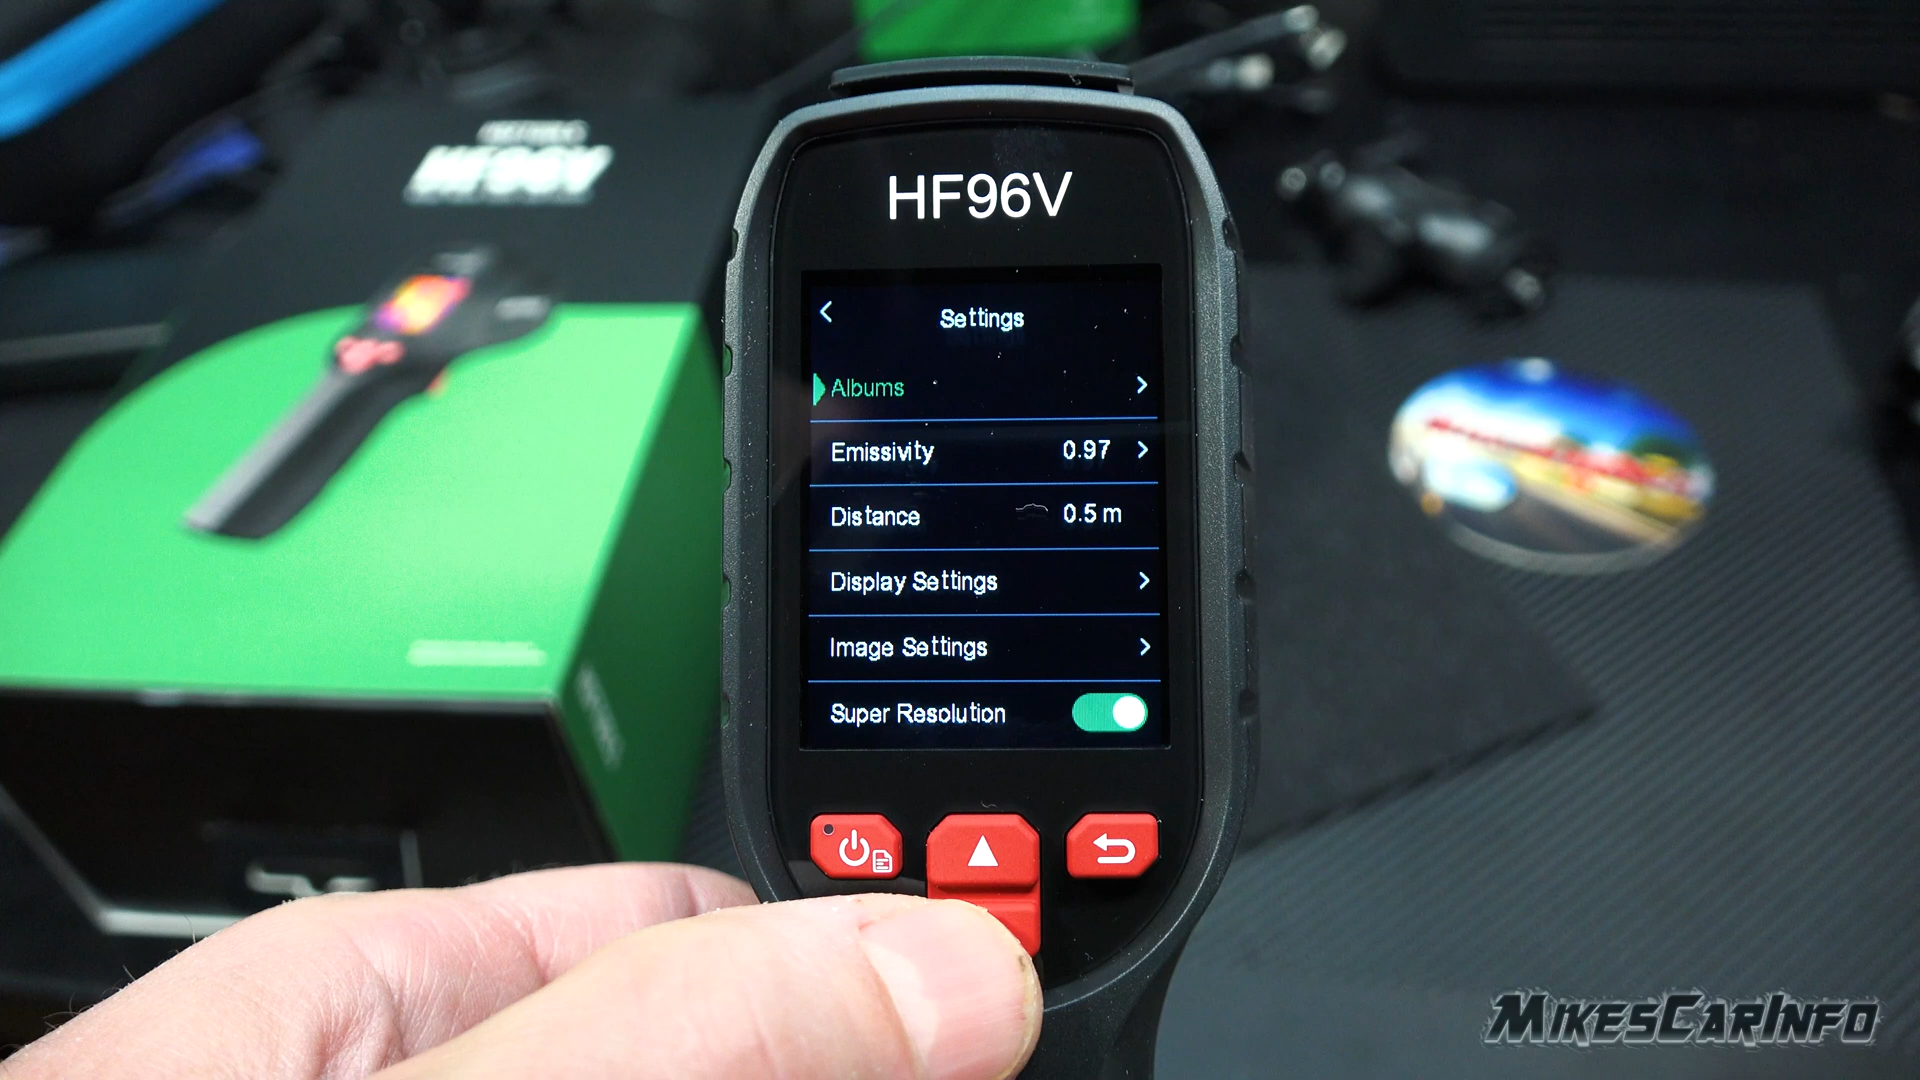 HF96V
HF96V
Settings
Albums
Emissivity 0.97
Distance 0.5 m
Display Settings
Image Settings
Super Resolution
MikesCarInfo